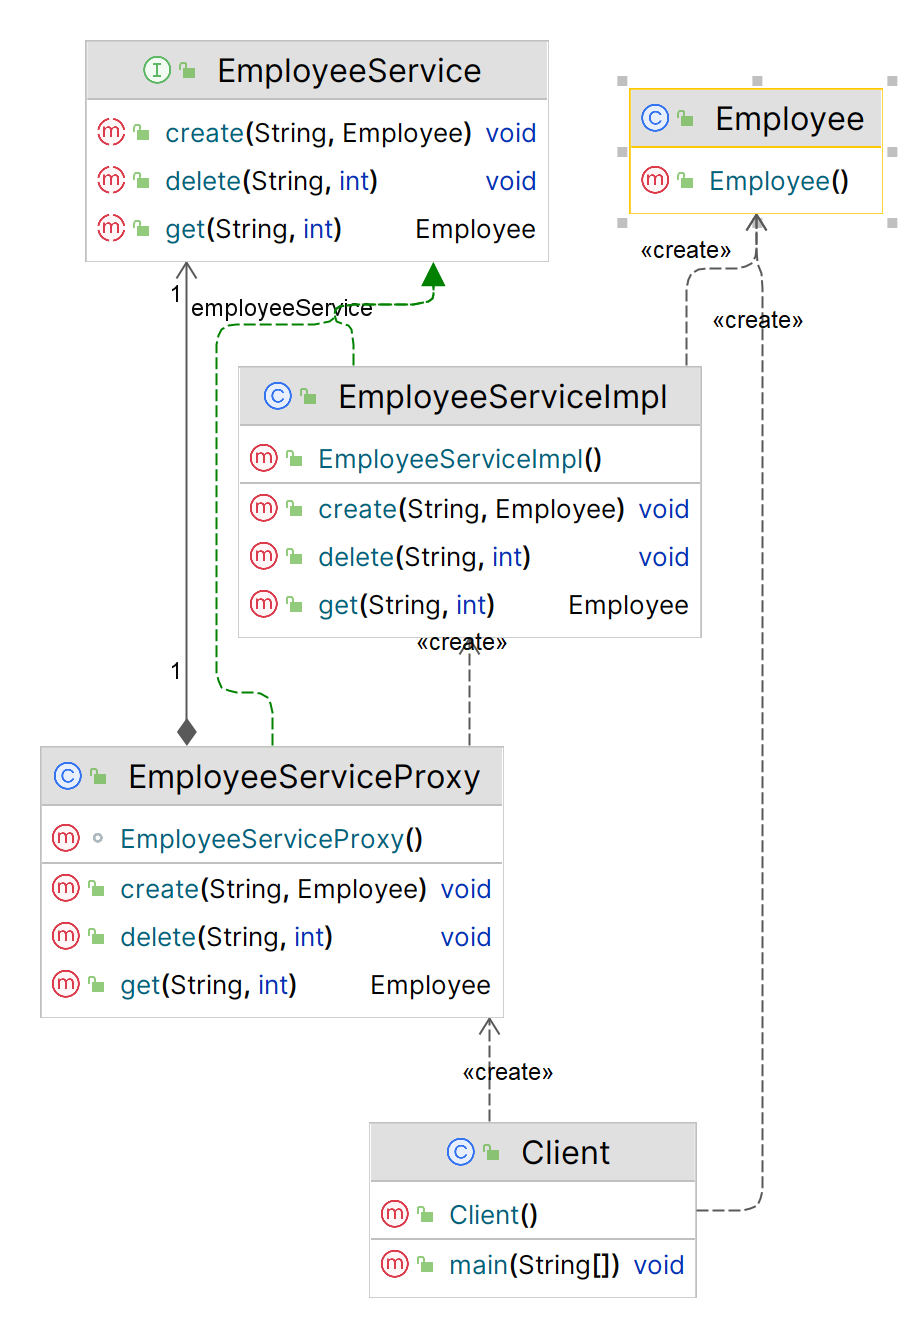 I EmployeeService
m create(String, Employee) void
m delete(String, int) void
m get(String, int) Employee
C Employee
m Employee()
«create»
«create»
1
employeeService
C EmployeeServiceImpl
m EmployeeServiceImpl()
m create(String, Employee) void
m delete(String, int) void
m get(String, int) Employee
«create»
1
C EmployeeServiceProxy
m EmployeeServiceProxy()
m create(String, Employee) void
m delete(String, int) void
m get(String, int) Employee
«create»
C Client
m Client()
m main(String[]) void